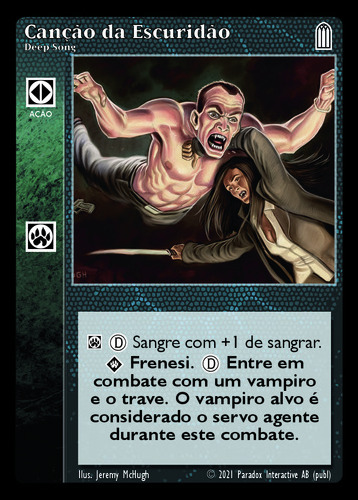 Canção da Escuridão
Deep Song
AÇÃO
GH
D Sangre com +1 de sangrar.
Frenesi. D Entre em
combate com um vampiro
e o trave. O vampiro alvo é
considerado o servo agente
durante este combate.
Ilus. Jeremy McHugh © 2021 Paradox Interactive AB (publ)